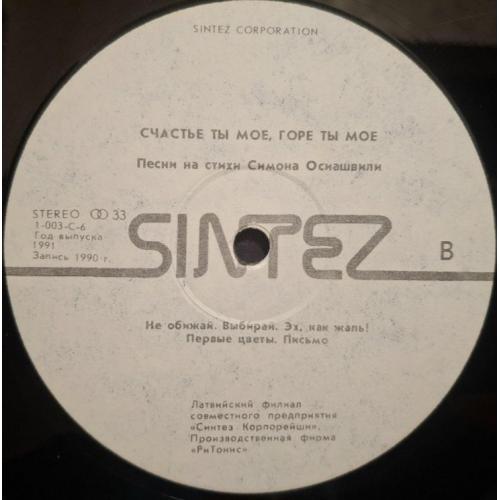 SINTEZ CORPORATION
СЧАСТЬЕ ТЫ МОЕ, ГОРЕ ТЫ МОЕ
Песни на стихи Симона Осиашвили
STEREO 33
1-003-C-6
Год выпуска
1991
Запись 1990 г.
SINTEZ
B
Не обижай. Выбирай. Эх, как жаль!
Первые цветы. Письмо
Латвийский филиал
совместного предприятия
«Синтез Корпорейшн».
Производственная фирма
«РиТонис»